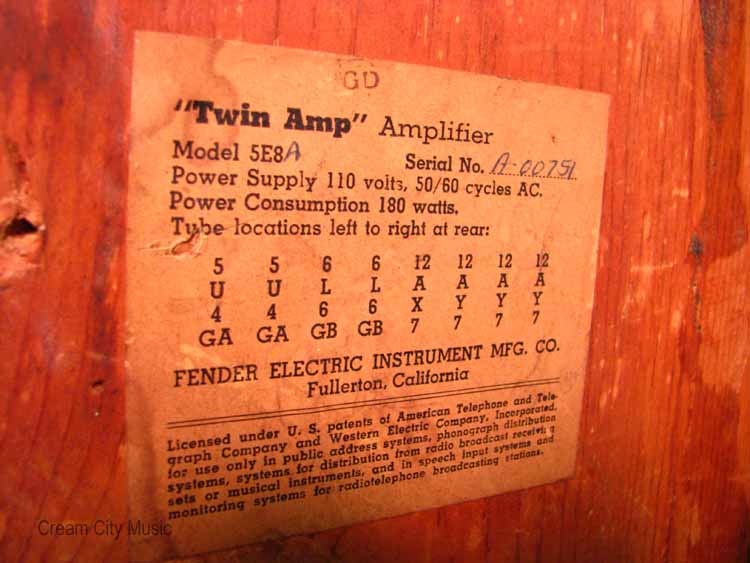 GD
"Twin Amp" Amplifier
Model 5E8A
Serial No. A-00751
Power Supply 110 volts, 50/60 cycles AC.
Power Consumption 180 watts.
Tube locations left to right at rear:
5 5 6 6 12 12 12 12
U U L L A A A A
4 4 6 6 X Y Y Y
GA GA GB GB 7 7 7 7
FENDER ELECTRIC INSTRUMENT MFG. CO.
Fullerton, California
Licensed under U. S. patents of American Telephone and Tele-
graph Company and Western Electric Company, Incorporated,
for use only in public address systems, phonograph distribution
systems, systems for distribution from radio broadcast receiving
sets or musical instruments, and in speech input systems and
monitoring systems for radiotelephone broadcasting stations.
Cream City Music